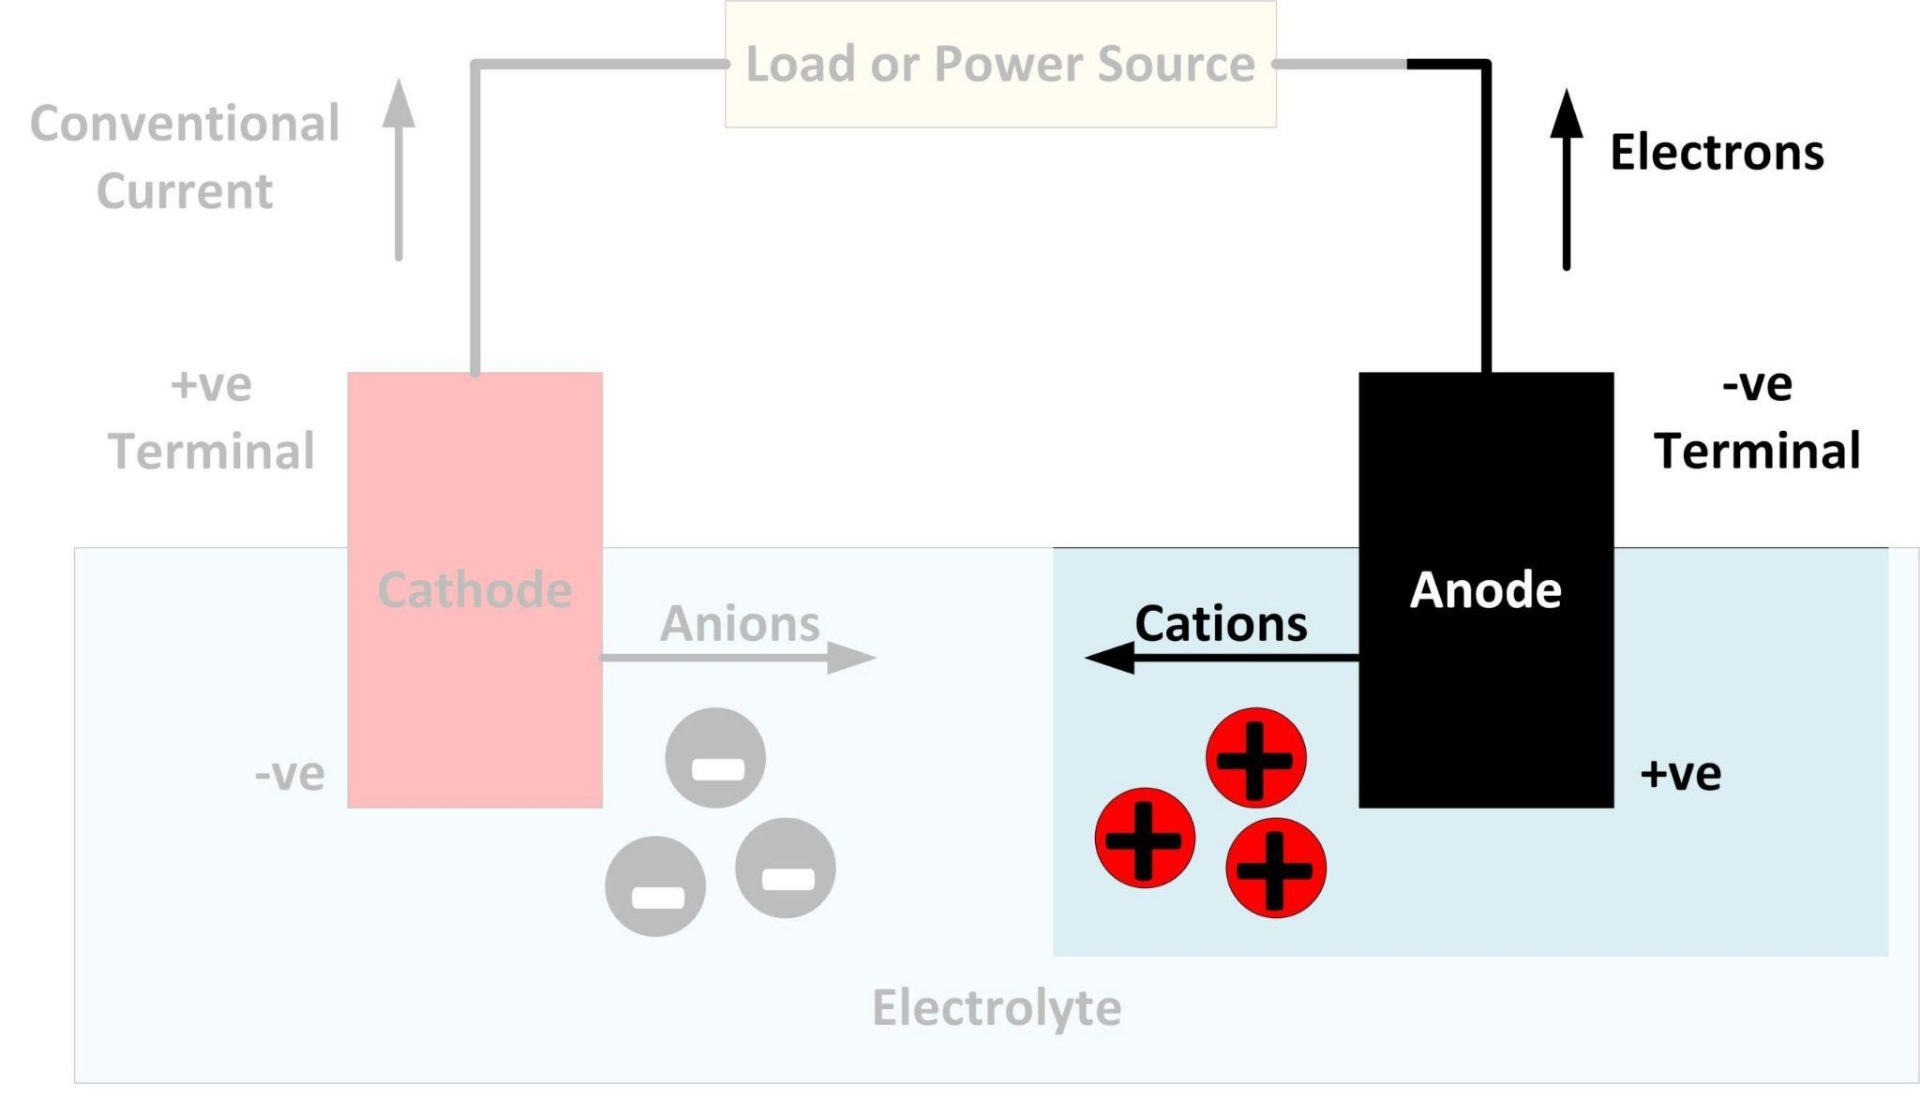 Load or Power Source
Conventional
Current
Electrons
+ve
Terminal
-ve
Terminal
Cathode
Anions
Cations
Anode
-ve
+ve
Electrolyte